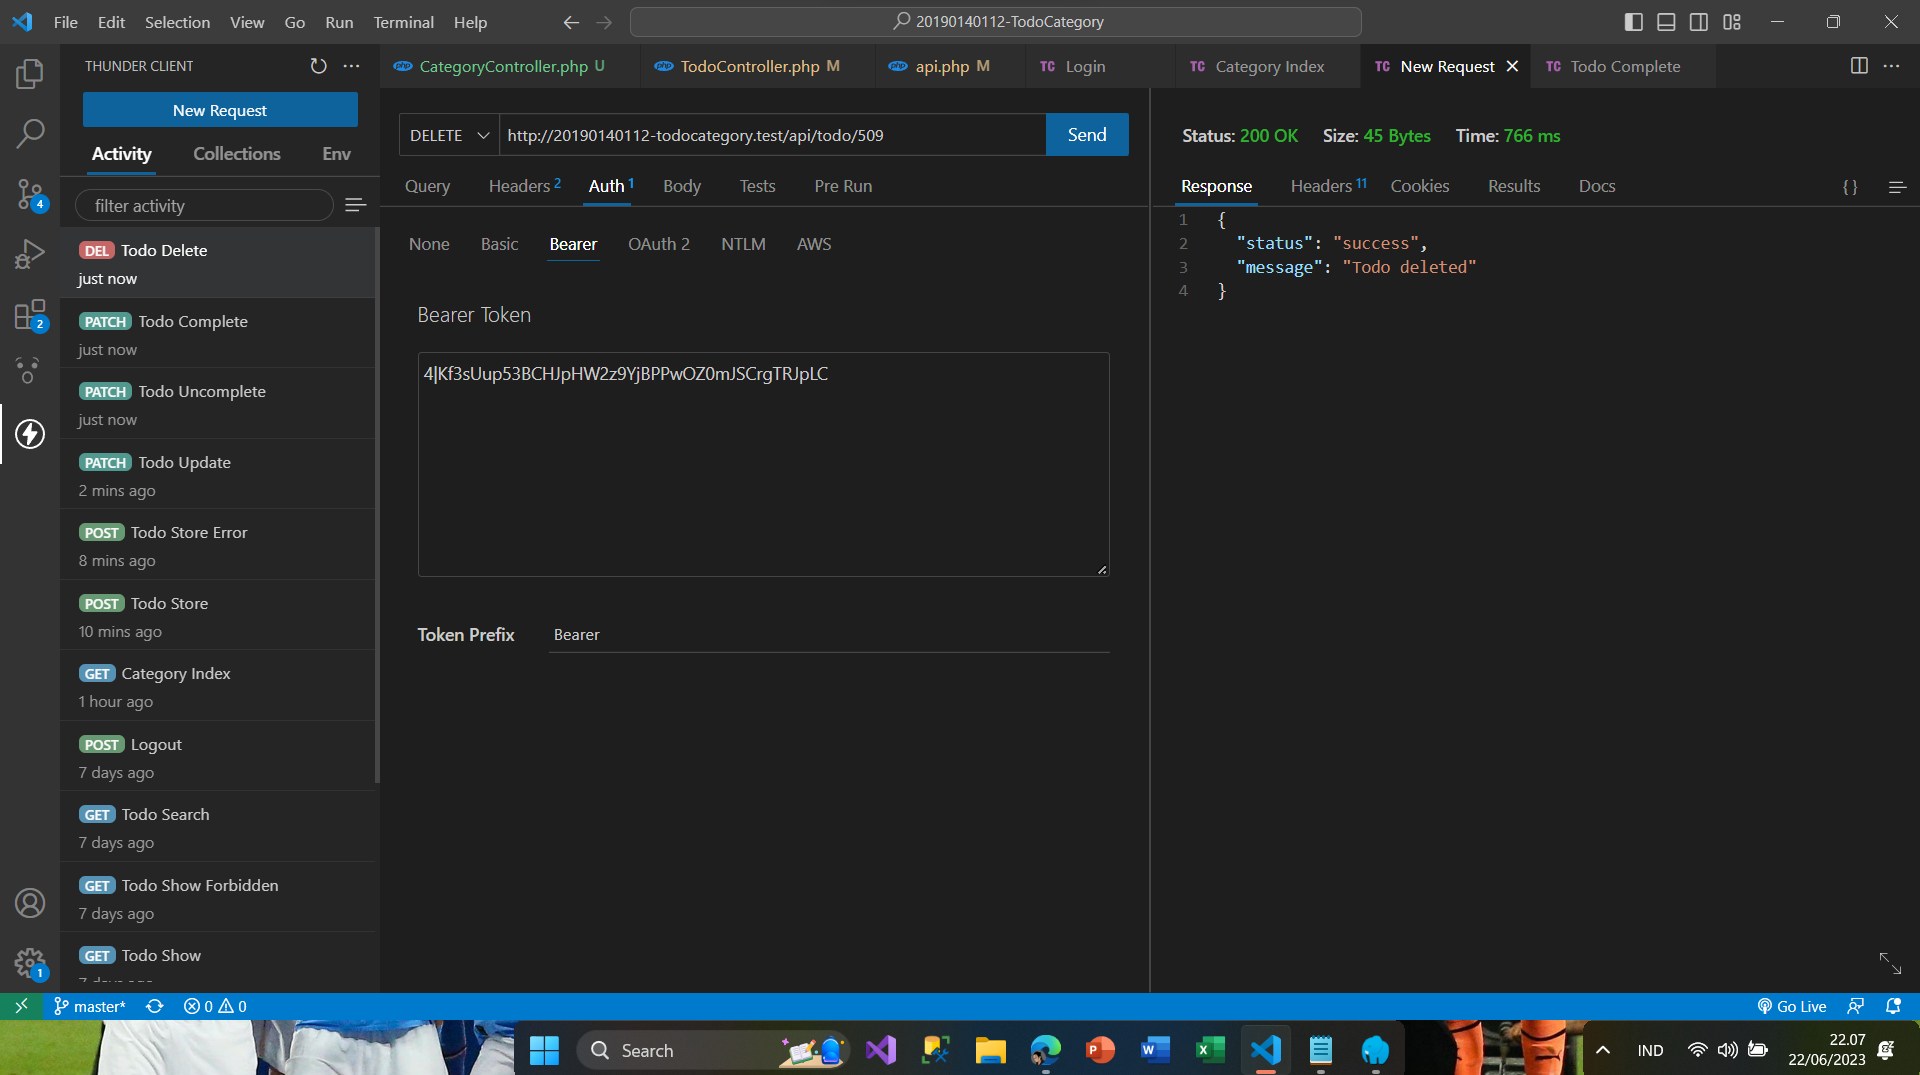 File Edit Selection View Go Run Terminal Help
20190140112-TodoCategory
THUNDER CLIENT
New Request
Activity Collections Env
filter activity
DEL Todo Delete
just now
PATCH Todo Complete
just now
PATCH Todo Uncomplete
just now
PATCH Todo Update
2 mins ago
POST Todo Store Error
8 mins ago
POST Todo Store
10 mins ago
GET Category Index
1 hour ago
POST Logout
7 days ago
GET Todo Search
7 days ago
GET Todo Show Forbidden
7 days ago
GET Todo Show
4
2
1
CategoryController.php U
TodoController.php M
api.php M
TC Login
TC Category Index
TC New Request
TC Todo Complete
DELETE http://20190140112-todocategory.test/api/todo/509 Send
Query Headers 2 Auth 1 Body Tests Pre Run
None Basic Bearer OAuth 2 NTLM AWS
Bearer Token
4|Kf3sUup53BCHJpHW2z9YjBPPwOZ0mJSCrgTRJpLC
Token Prefix Bearer
Status: 200 OK Size: 45 Bytes Time: 766 ms
Response Headers 11 Cookies Results Docs {}
1 {
2 "status": "success",
3 "message": "Todo deleted"
4 }
master* 0 0 Go Live
Search
IND
22.07
22/06/2023